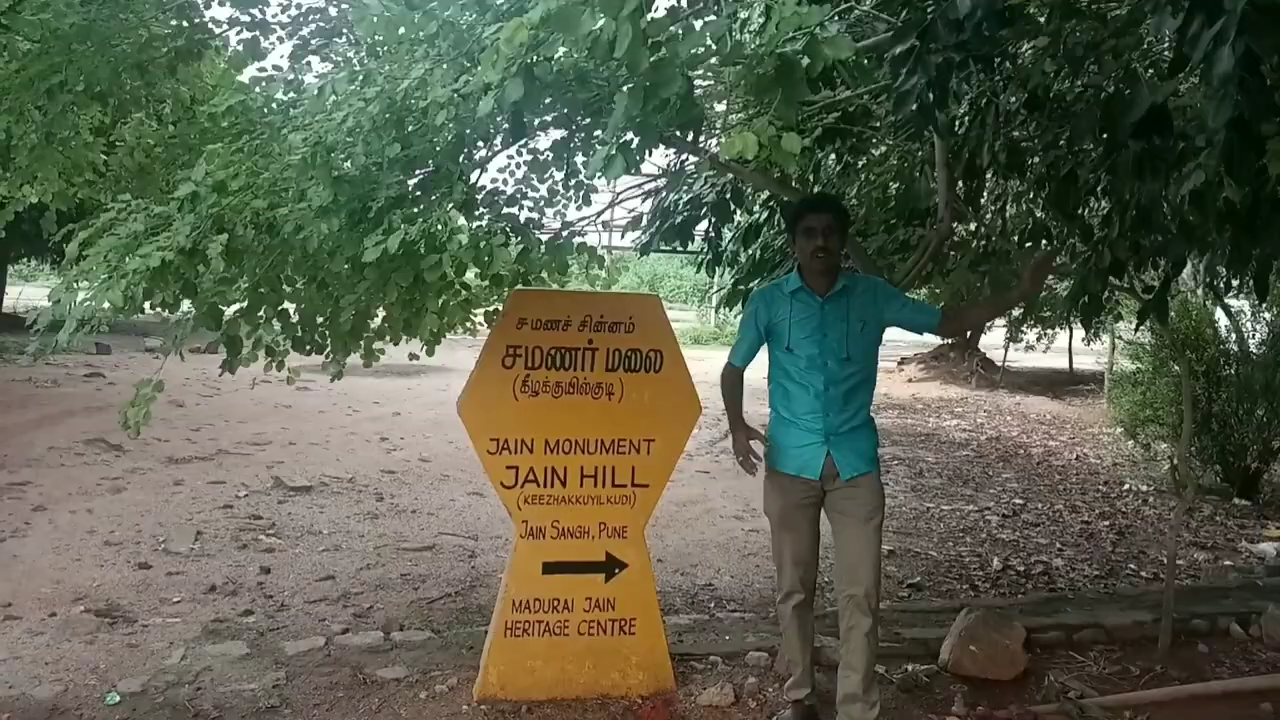 சமணச் சின்னம்
சமணர் மலை
(கீழக்குயில்குடி)
JAIN MONUMENT
JAIN HILL
(KEEZHAKKUYILKUDI)
JAIN SANGH, PUNE
MADURAI JAIN
HERITAGE CENTRE